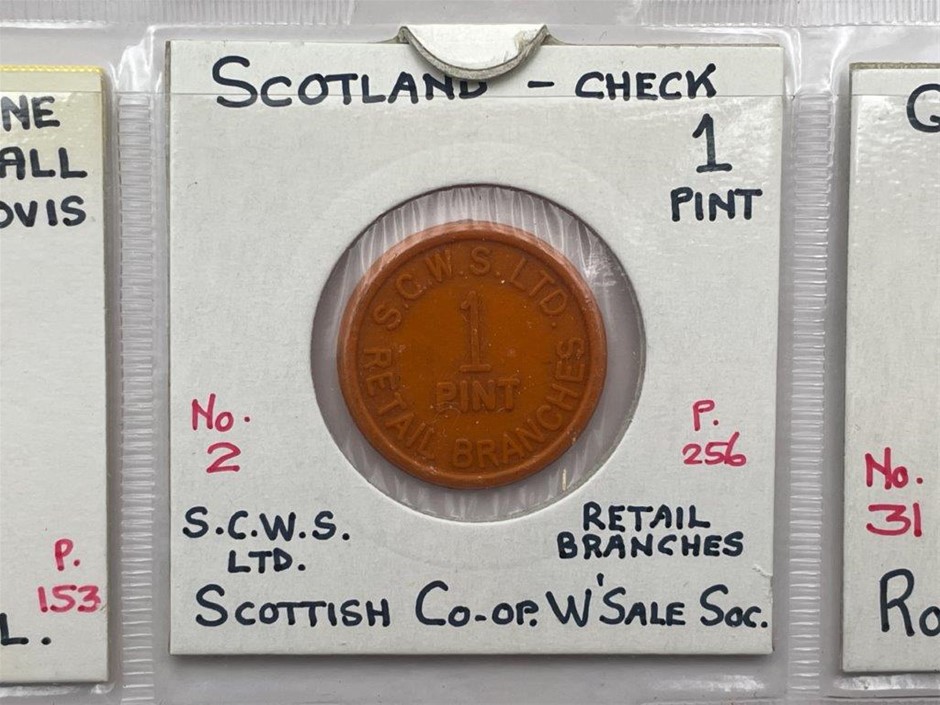 SCOTLAND - CHECK
1
PINT
S.C.W.S. LTD.
1
PINT
RETAIL BRANCHES
No.
2
P.
256
S.C.W.S.
LTD.
RETAIL
BRANCHES
SCOTTISH CO-OP. W'SALE SOC.
NE
ALL
OVIS
P.
153
L.
No.
31
Ro